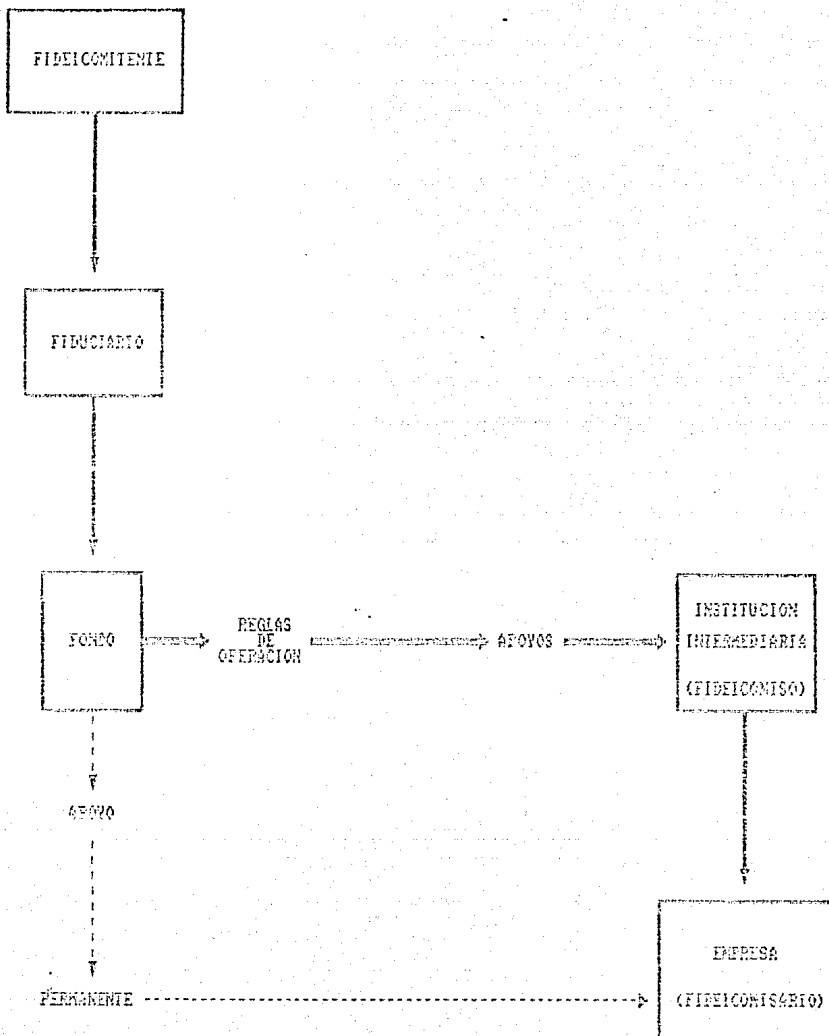 FIDEICOMITENTE
FIDUCIARIO
FONDO
REGLAS
DE
OPERACION
APOYOS
INSTITUCION
INTERMEDIARIA
(FIDEICOMISO)
APOYO
PERMANENTE
EMPRESA
(FIDEICOMISARIO)